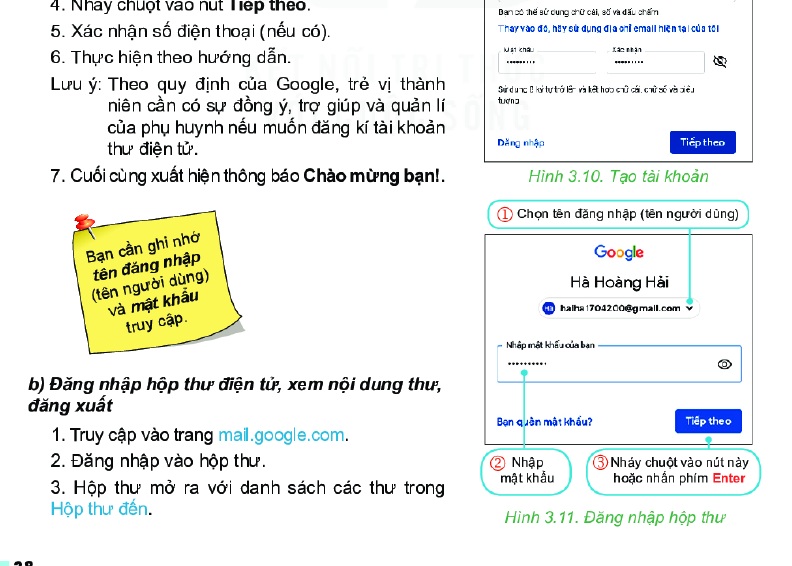 4. Nháy chuột vào nút Tiếp theo.
5. Xác nhận số điện thoại (nếu có).
6. Thực hiện theo hướng dẫn.
Lưu ý: Theo quy định của Google, trẻ vị thành
niên cần có sự đồng ý, trợ giúp và quản lí
của phụ huynh nếu muốn đăng kí tài khoản
thư điện tử.
7. Cuối cùng xuất hiện thông báo Chào mừng bạn!.
Bạn cần ghi nhớ
tên đăng nhập
(tên người dùng)
và mật khẩu
truy cập.
b) Đăng nhập hộp thư điện tử, xem nội dung thư,
đăng xuất
1. Truy cập vào trang mail.google.com.
2. Đăng nhập vào hộp thư.
3. Hộp thư mở ra với danh sách các thư trong
Hộp thư đến.
Bạn có thể sử dụng chữ cái, số và dấu chấm
Thay vào đó, hãy sử dụng địa chỉ email hiện tại của tôi
Mật khẩu
Xác nhận
Sử dụng 8 ký tự trở lên và kết hợp chữ cái, chữ số và biểu
tượng
Đăng nhập
Tiếp theo
Hình 3.10. Tạo tài khoản
① Chọn tên đăng nhập (tên người dùng)
Google
Hà Hoàng Hải
Hà haiha1704200@gmail.com
Nhập mật khẩu của bạn
Bạn quên mật khẩu?
Tiếp theo
② Nhập
mật khẩu
③ Nháy chuột vào nút này
hoặc nhấn phím Enter
Hình 3.11. Đăng nhập hộp thư